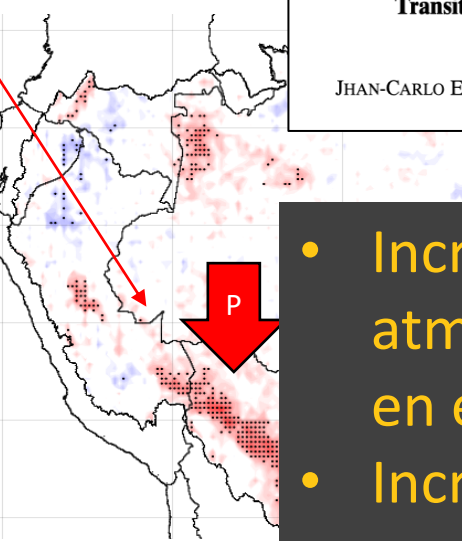 Transit
JHAN-CARLO E
P
• Incr
atm
en e
• Incr